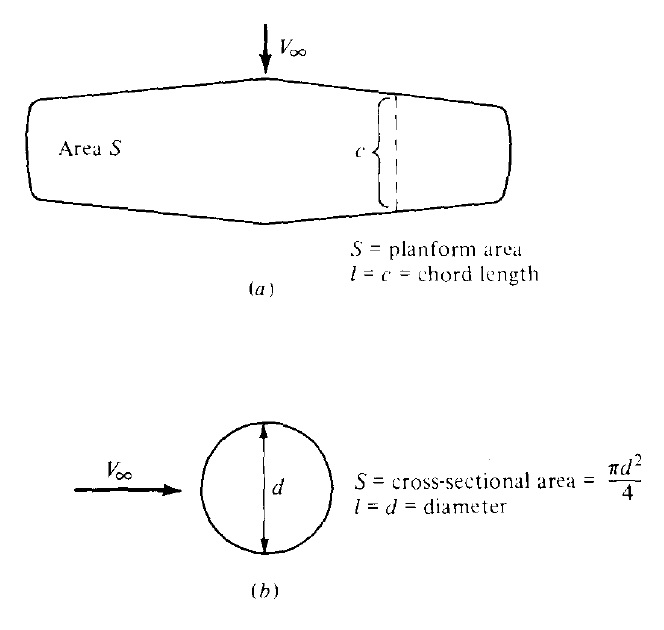 V∞
Area S
c
S = planform area
l = c = chord length
(a)
V∞
d
S = cross-sectional area = πd²/4
l = d = diameter
(b)